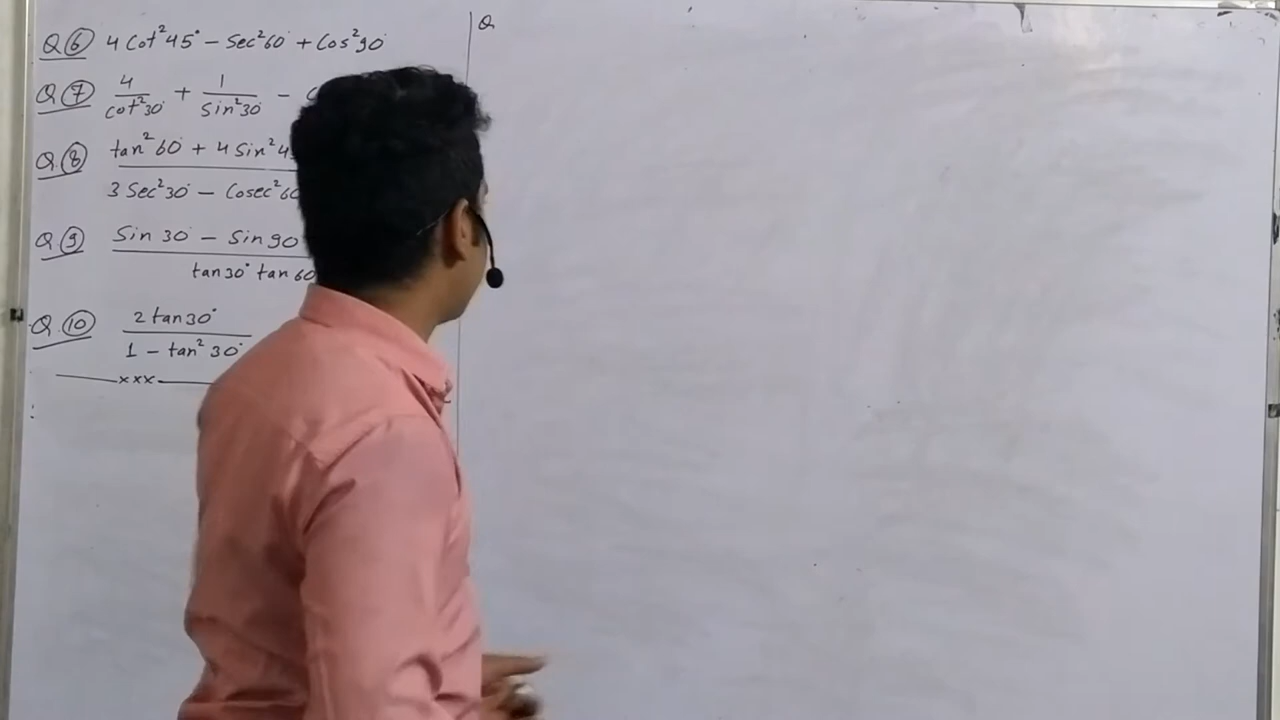 Q 6 4 Cot²45° - Sec²60° + Cos²90°
Q 7 4/cot²30° + 1/Sin²30° -
Q. 8 tan²60° + 4 Sin²4
3 Sec²30° - Cosec²60
Q. 9 Sin 30° - Sin 90
tan30° tan 60
Q. 10 2 tan30°
1 - tan² 30°
xxx
:
Q